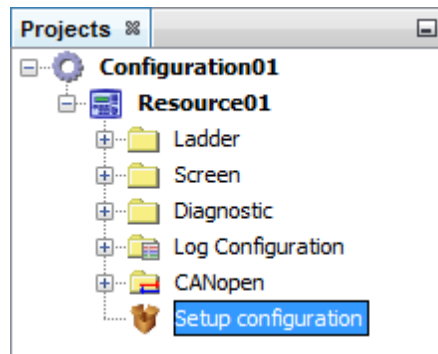 Projects
Configuration01
Resource01
Ladder
Screen
Diagnostic
Log Configuration
CANopen
Setup configuration